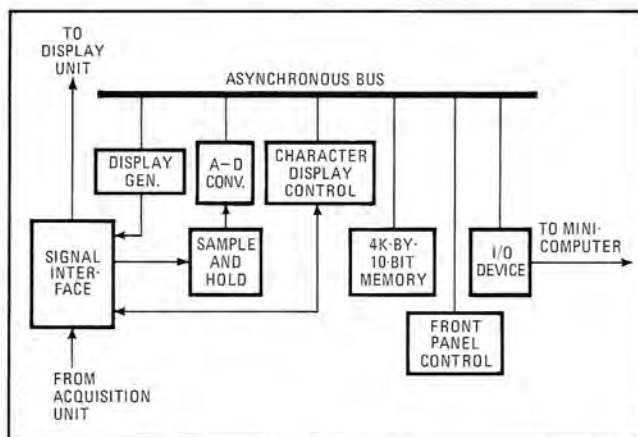 TO
DISPLAY
UNIT
ASYNCHRONOUS BUS
DISPLAY
GEN.
A–D
CONV.
CHARACTER
DISPLAY
CONTROL
SIGNAL
INTER-
FACE
SAMPLE
AND
HOLD
4K-BY-
10-BIT
MEMORY
I/O
DEVICE
TO MINI-
COMPUTER
FRONT
PANEL
CONTROL
FROM
ACQUISITION
UNIT